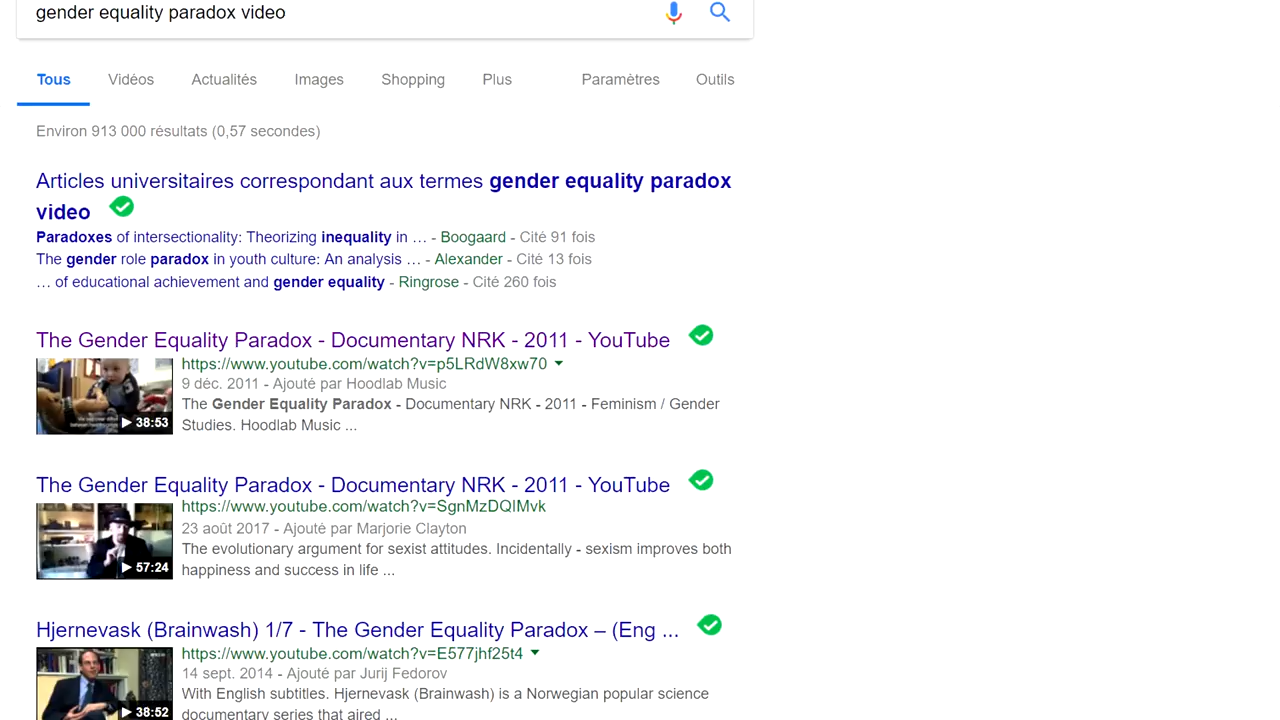 gender equality paradox video
Tous Vidéos Actualités Images Shopping Plus Paramètres Outils
Environ 913 000 résultats (0,57 secondes)
Articles universitaires correspondant aux termes gender equality paradox
video
Paradoxes of intersectionality: Theorizing inequality in … - Boogaard - Cité 91 fois
The gender role paradox in youth culture: An analysis … - Alexander - Cité 13 fois
… of educational achievement and gender equality - Ringrose - Cité 260 fois
The Gender Equality Paradox - Documentary NRK - 2011 - YouTube
https://www.youtube.com/watch?v=p5LRdW8xw70
9 déc. 2011 - Ajouté par Hoodlab Music
The Gender Equality Paradox - Documentary NRK - 2011 - Feminism / Gender
38:53
Studies. Hoodlab Music ...
The Gender Equality Paradox - Documentary NRK - 2011 - YouTube
https://www.youtube.com/watch?v=SgnMzDQIMvk
23 août 2017 - Ajouté par Marjorie Clayton
The evolutionary argument for sexist attitudes. Incidentally - sexism improves both
57:24
happiness and success in life ...
Hjernevask (Brainwash) 1/7 - The Gender Equality Paradox – (Eng ...
https://www.youtube.com/watch?v=E577jhf25t4
14 sept. 2014 - Ajouté par Jurij Fedorov
With English subtitles. Hjernevask (Brainwash) is a Norwegian popular science
38:52
documentary series that aired ...